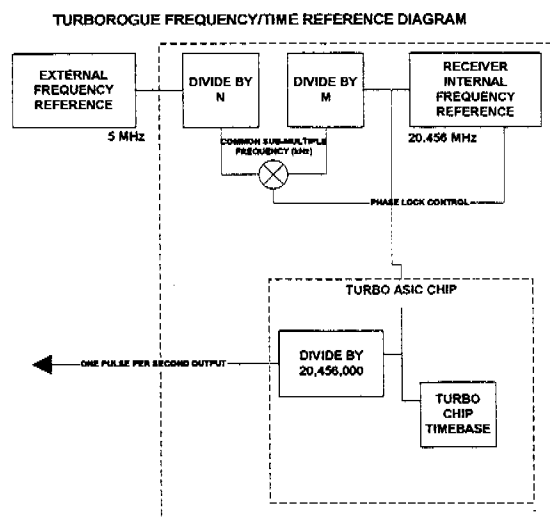 TURBOROGUE FREQUENCY/TIME REFERENCE DIAGRAM
EXTERNAL
FREQUENCY
REFERENCE
5 MHz
DIVIDE BY
N
DIVIDE BY
M
RECEIVER
INTERNAL
FREQUENCY
REFERENCE
20.456 MHz
COMMON SUB-MULTIPLE
FREQUENCY (kHz)
PHASE LOCK CONTROL
TURBO ASIC CHIP
ONE PULSE PER SECOND OUTPUT
DIVIDE BY
20,456,000
TURBO
CHIP
TIMEBASE